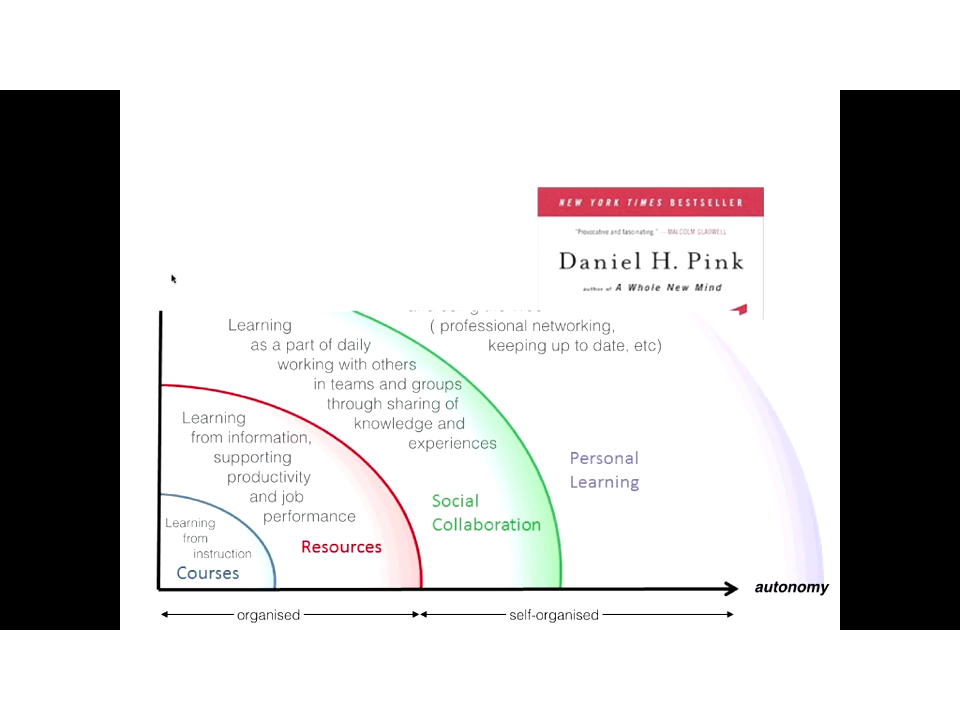 NEW YORK TIMES BESTSELLER
"Provocative and fascinating." —MALCOLM GLADWELL
Daniel H. Pink
author of A Whole New Mind
( professional networking,
keeping up to date, etc)
Learning
as a part of daily
working with others
in teams and groups
through sharing of
knowledge and
experiences
Learning
from information,
supporting
productivity
and job
performance
Personal
Learning
Social
Collaboration
Learning
from
instruction
Resources
Courses
autonomy
organised
self-organised